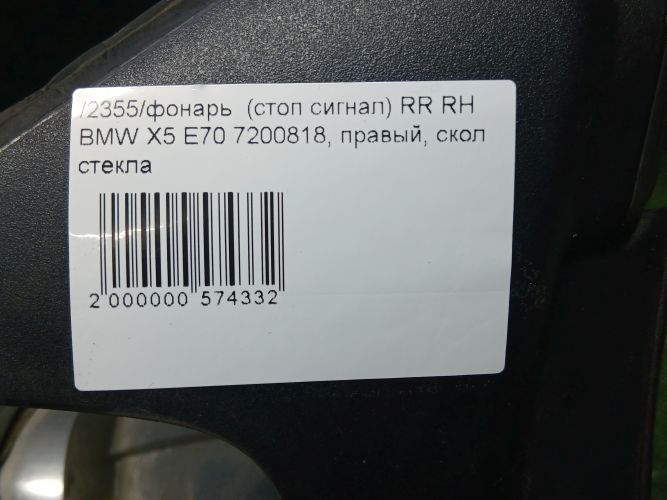 /2355/фонарь (стоп сигнал) RR RH
BMW X5 E70 7200818, правый, скол
стекла
2 000000 574332